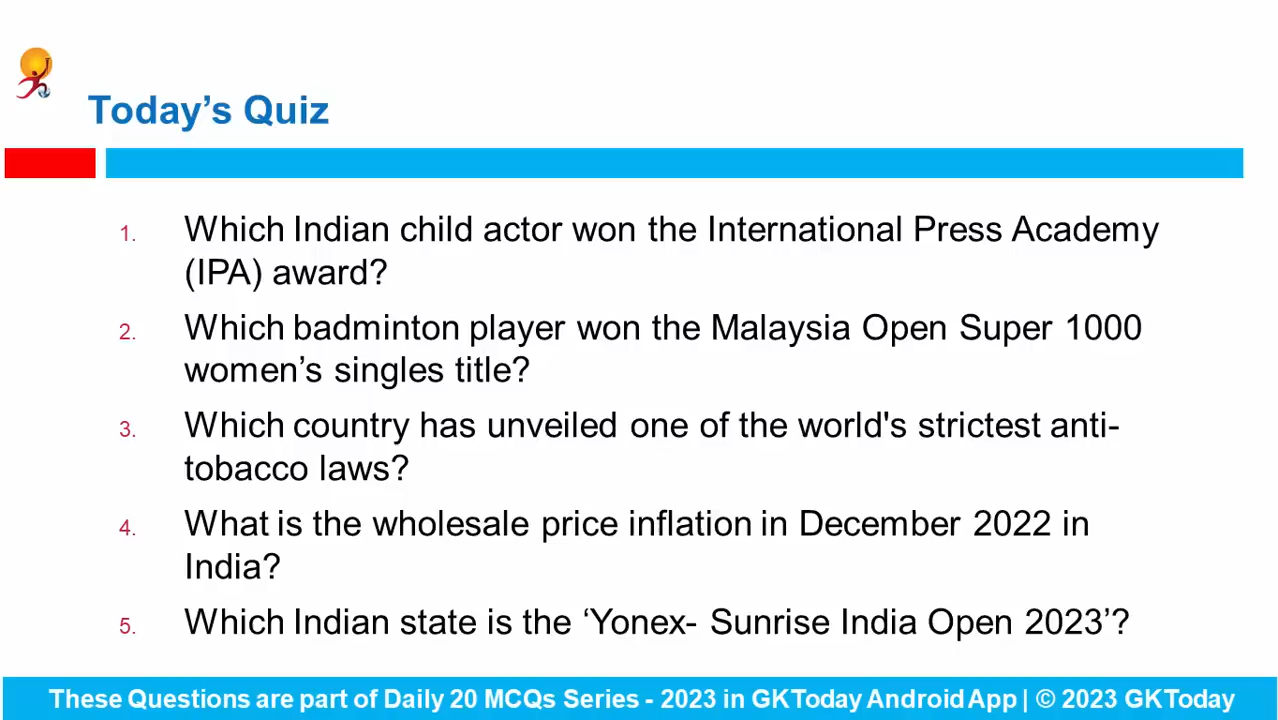 Today’s Quiz
1. Which Indian child actor won the International Press Academy
(IPA) award?
2. Which badminton player won the Malaysia Open Super 1000
women’s singles title?
3. Which country has unveiled one of the world's strictest anti-
tobacco laws?
4. What is the wholesale price inflation in December 2022 in
India?
5. Which Indian state is the ‘Yonex- Sunrise India Open 2023’?
These Questions are part of Daily 20 MCQs Series - 2023 in GKToday Android App | © 2023 GKToday